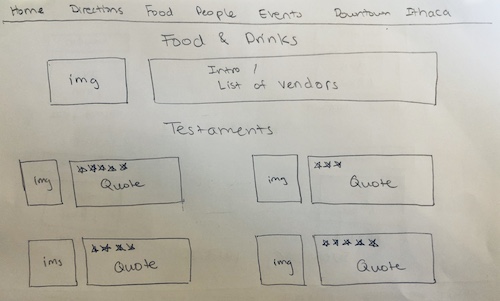 Home Directions Food People Events Downtown Ithaca
Food & Drinks
img
Intro /
List of vendors
Testaments
img
Quote
img
Quote
img
Quote
img
Quote